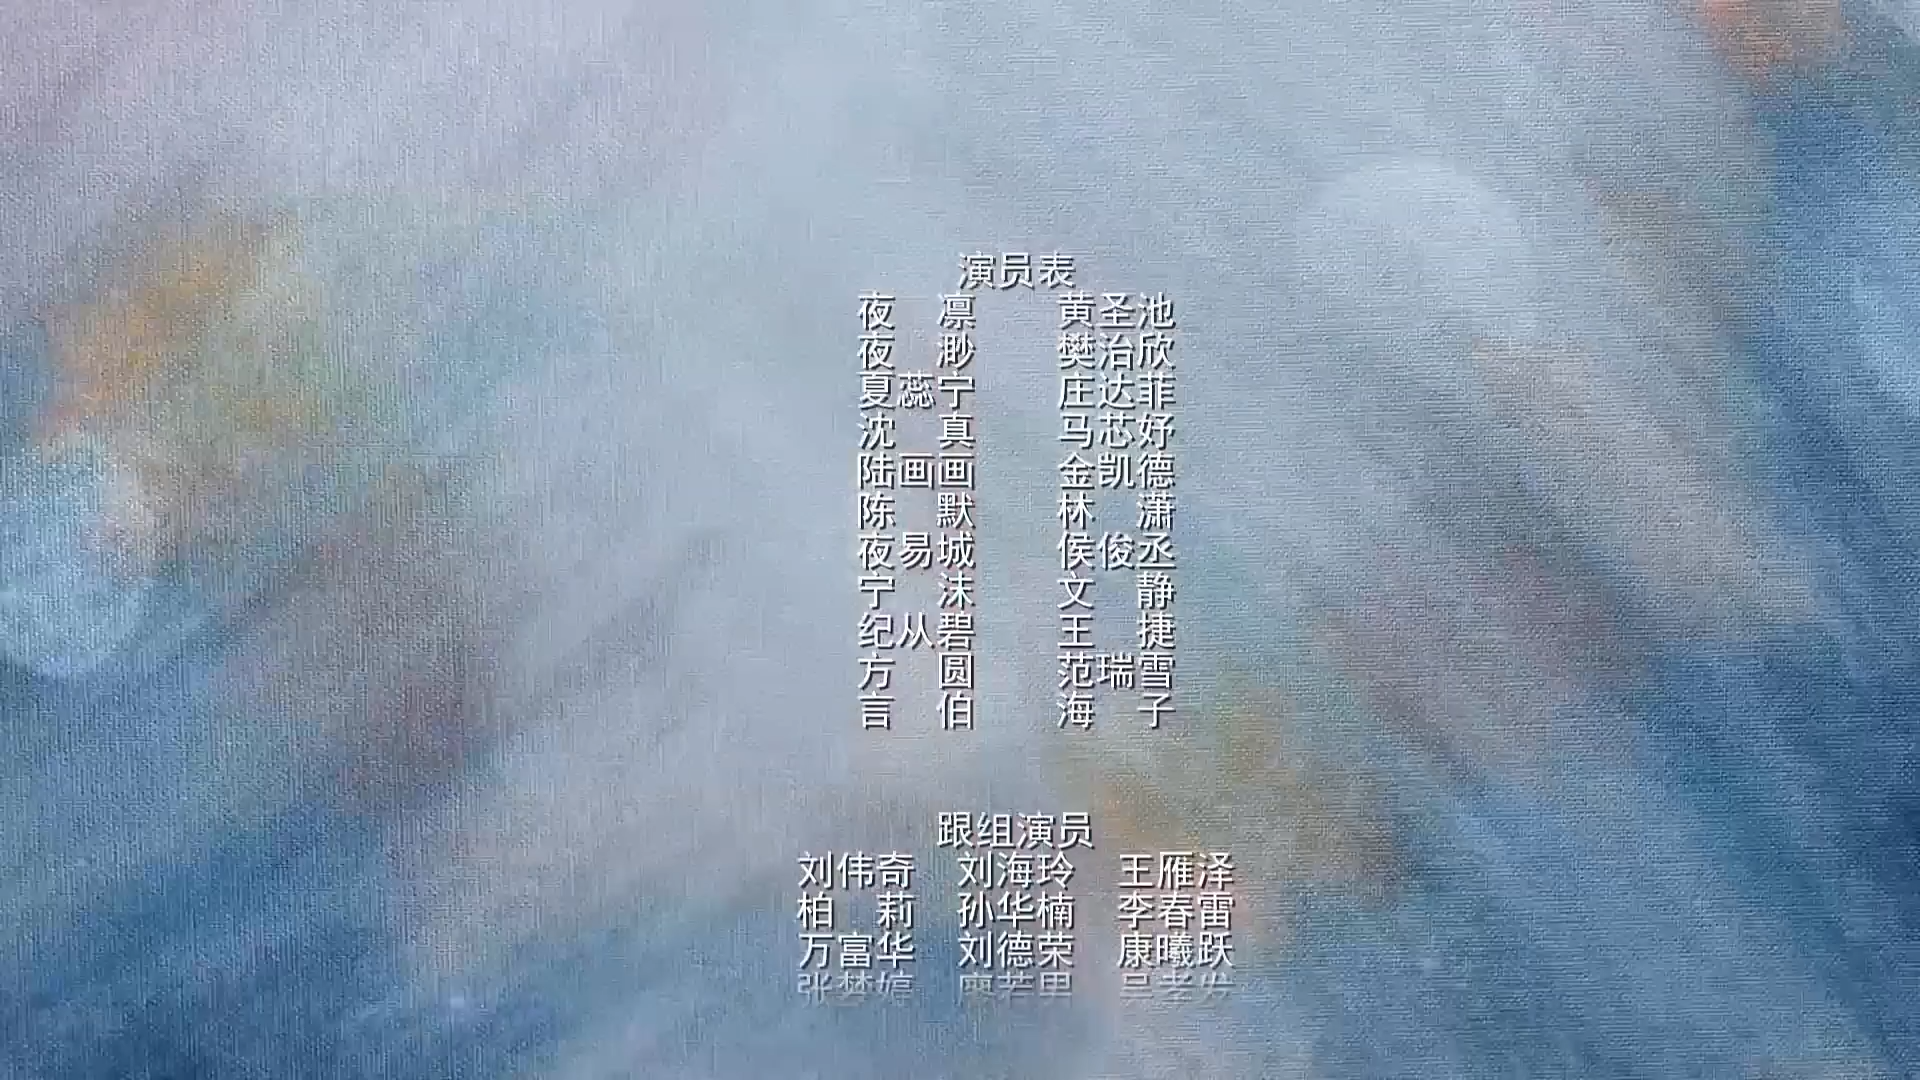 演员表
夜 凛 黄圣池
夜 渺 樊治欣
夏蕊宁 庄达菲
沈 真 马芯妤
陆画画 金凯德
陈 默 林 潇
夜易城 侯俊丞
宁 沫 文 静
纪从碧 王 捷
方 圆 范瑞雪
言 伯 海 子
跟组演员
刘伟奇 刘海玲 王雁泽
柏 莉 孙华楠 李春雷
万富华 刘德荣 康曦跃
张梦婷